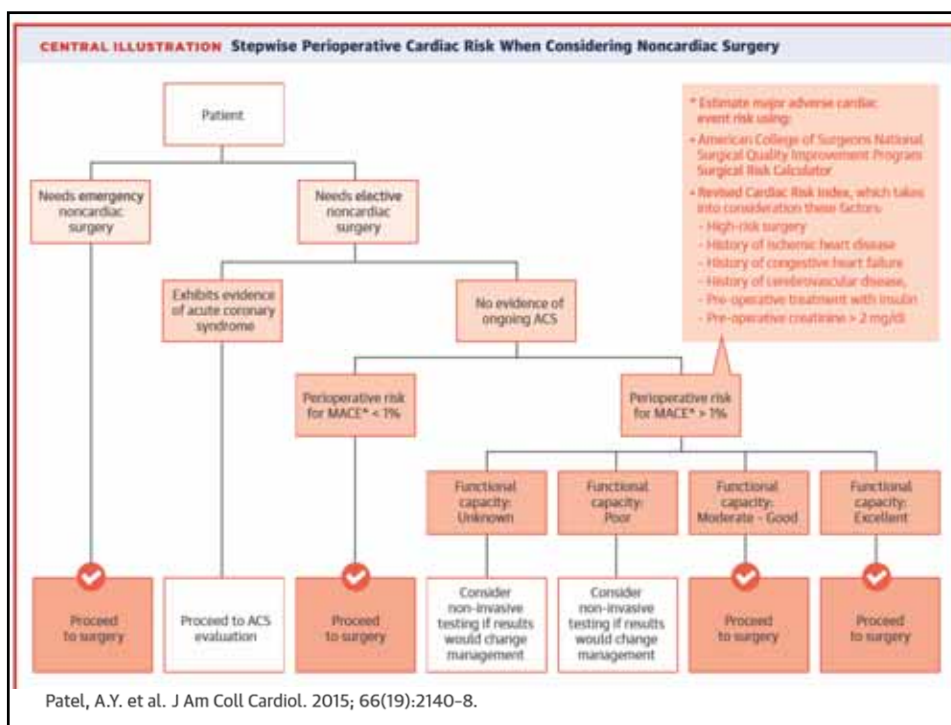 CENTRAL ILLUSTRATION Stepwise Perioperative Cardiac Risk When Considering Noncardiac Surgery
Patient
* Estimate major adverse cardiac
event risk using:
• American College of Surgeons National
Surgical Quality Improvement Program
Surgical Risk Calculator
• Revised Cardiac Risk Index, which takes
into consideration these factors:
- High-risk surgery
- History of ischemic heart disease
- History of congestive heart failure
- History of cerebrovascular disease,
- Pre-operative treatment with insulin
- Pre-operative creatinine > 2 mg/dl
Needs emergency
noncardiac
surgery
Needs elective
noncardiac
surgery
Exhibits evidence
of acute coronary
syndrome
No evidence of
ongoing ACS
Perioperative risk
for MACE* < 1%
Perioperative risk
for MACE* > 1%
Functional
capacity:
Unknown
Functional
capacity:
Poor
Functional
capacity:
Moderate - Good
Functional
capacity:
Excellent
Proceed
to surgery
Proceed to ACS
evaluation
Proceed
to surgery
Consider
non-invasive
testing if results
would change
management
Consider
non-invasive
testing if results
would change
management
Proceed
to surgery
Proceed
to surgery
Patel, A.Y. et al. J Am Coll Cardiol. 2015; 66(19):2140–8.